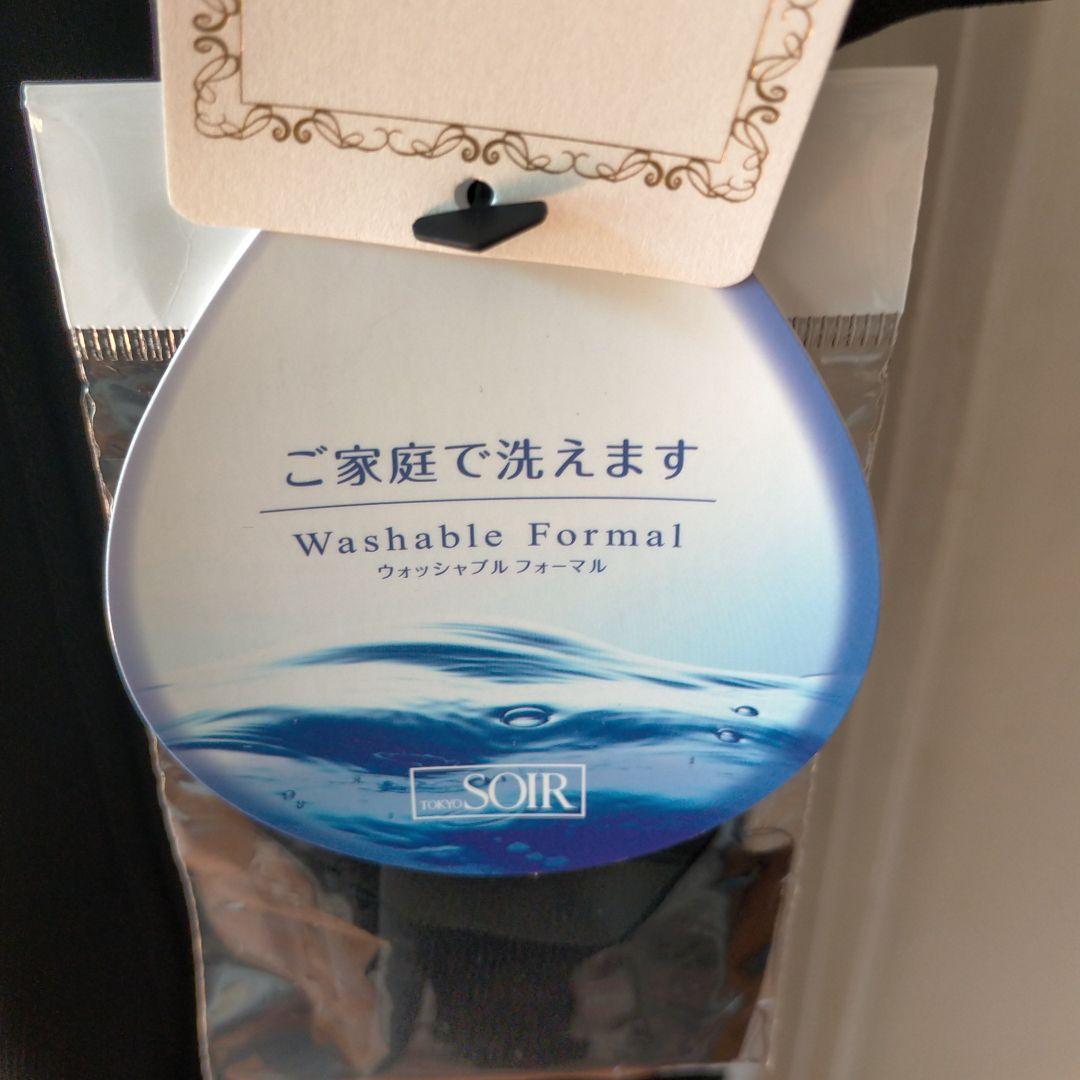 ご家庭で洗えます
Washable Formal
ウォッシャブル フォーマル
TOKYO SOIR